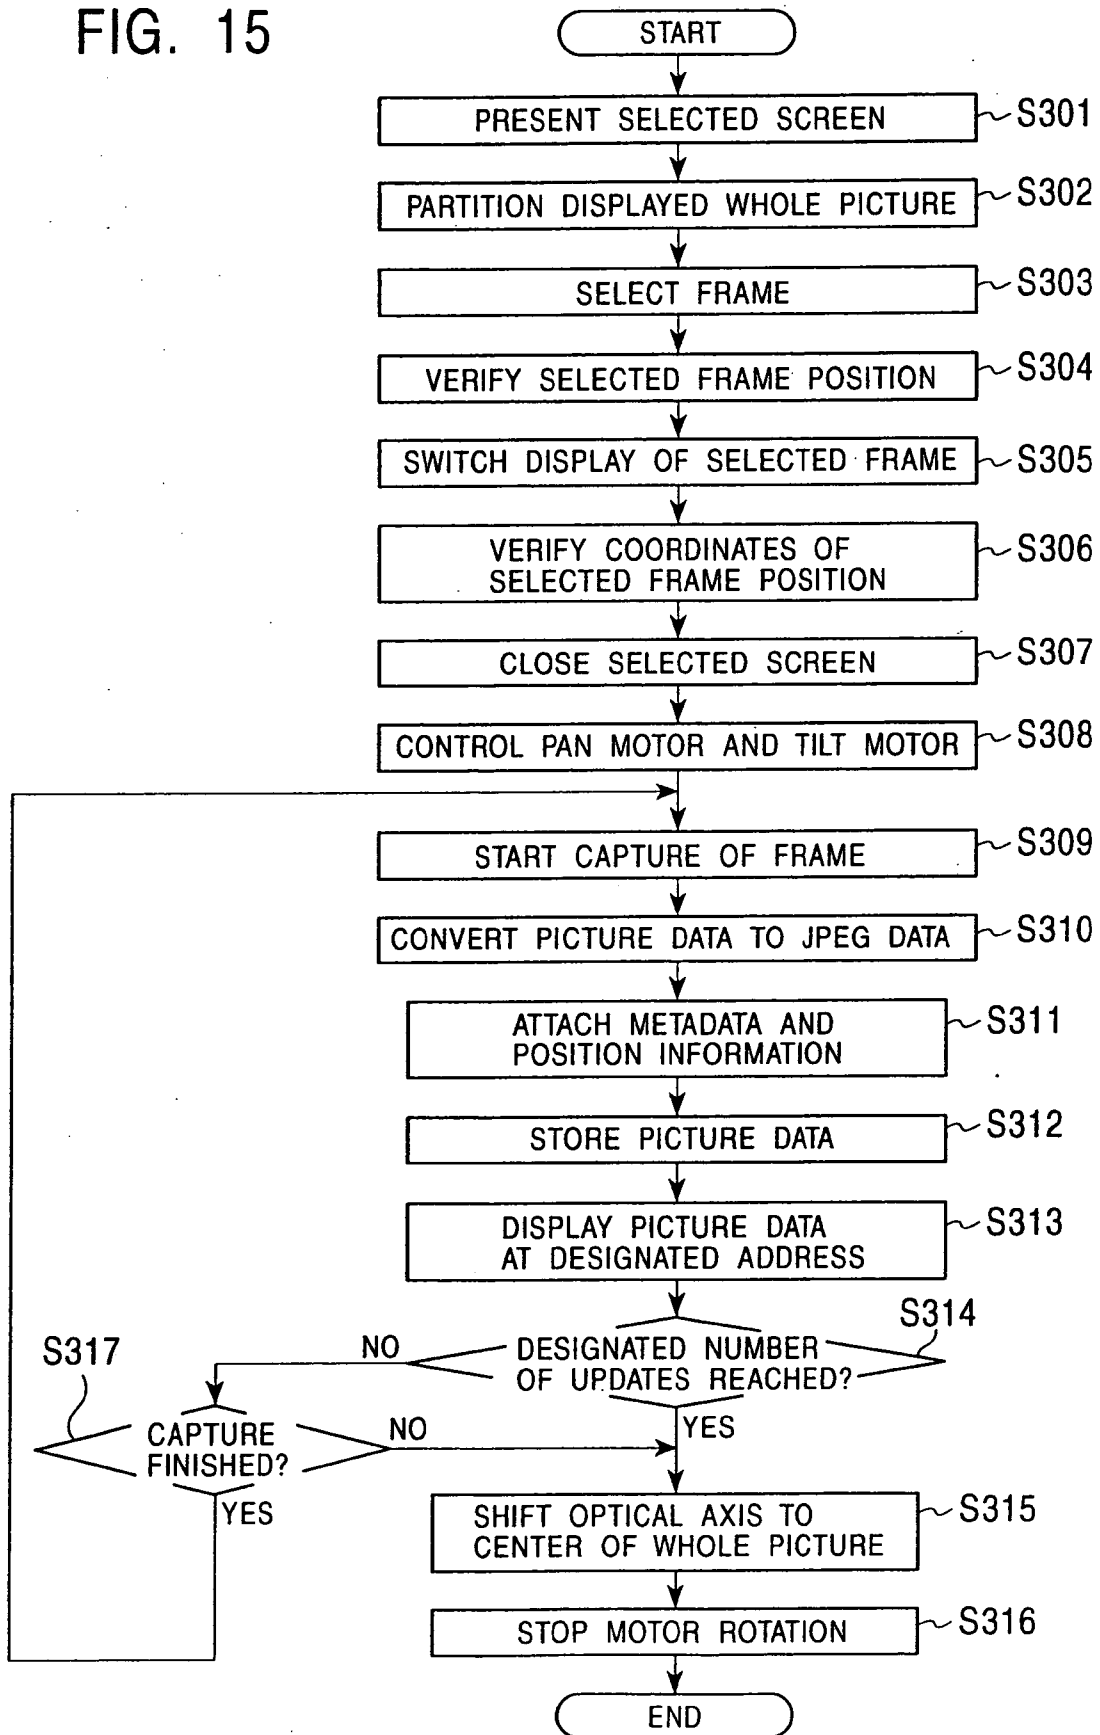 FIG. 15
START
PRESENT SELECTED SCREEN
S301
PARTITION DISPLAYED WHOLE PICTURE
S302
SELECT FRAME
S303
VERIFY SELECTED FRAME POSITION
S304
SWITCH DISPLAY OF SELECTED FRAME
S305
VERIFY COORDINATES OF
SELECTED FRAME POSITION
S306
CLOSE SELECTED SCREEN
S307
CONTROL PAN MOTOR AND TILT MOTOR
S308
START CAPTURE OF FRAME
S309
CONVERT PICTURE DATA TO JPEG DATA
S310
ATTACH METADATA AND
POSITION INFORMATION
S311
STORE PICTURE DATA
S312
DISPLAY PICTURE DATA
AT DESIGNATED ADDRESS
S313
DESIGNATED NUMBER
OF UPDATES REACHED?
S314
NO
YES
S317
CAPTURE
FINISHED?
NO
YES
SHIFT OPTICAL AXIS TO
CENTER OF WHOLE PICTURE
S315
STOP MOTOR ROTATION
S316
END